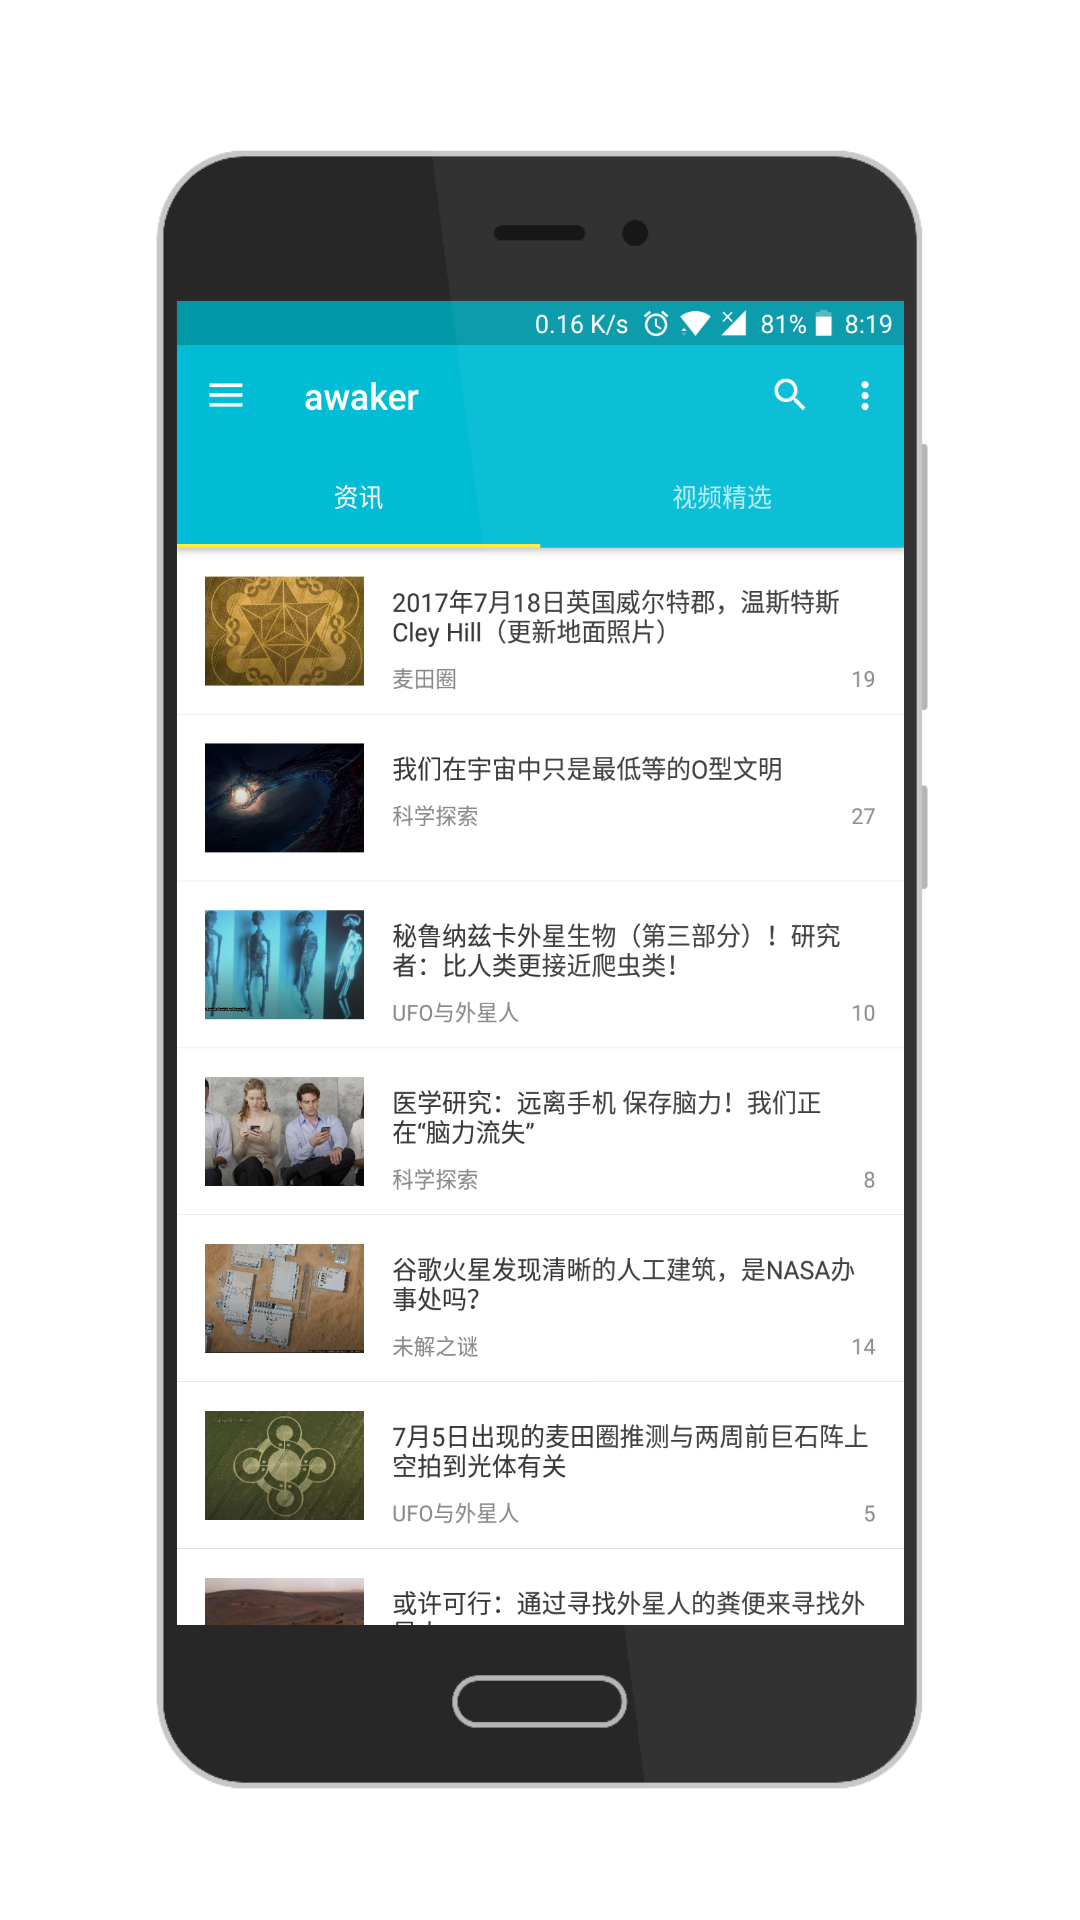 0.16 K/s 81% 8:19
awaker
资讯 视频精选
2017年7月18日英国威尔特郡，温斯特斯
Cley Hill（更新地面照片）
麦田圈 19
我们在宇宙中只是最低等的O型文明
科学探索 27
秘鲁纳兹卡外星生物（第三部分）！研究
者：比人类更接近爬虫类！
UFO与外星人 10
医学研究：远离手机 保存脑力！我们正
在“脑力流失”
科学探索 8
谷歌火星发现清晰的人工建筑，是NASA办
事处吗？
未解之谜 14
7月5日出现的麦田圈推测与两周前巨石阵上
空拍到光体有关
UFO与外星人 5
或许可行：通过寻找外星人的粪便来寻找外